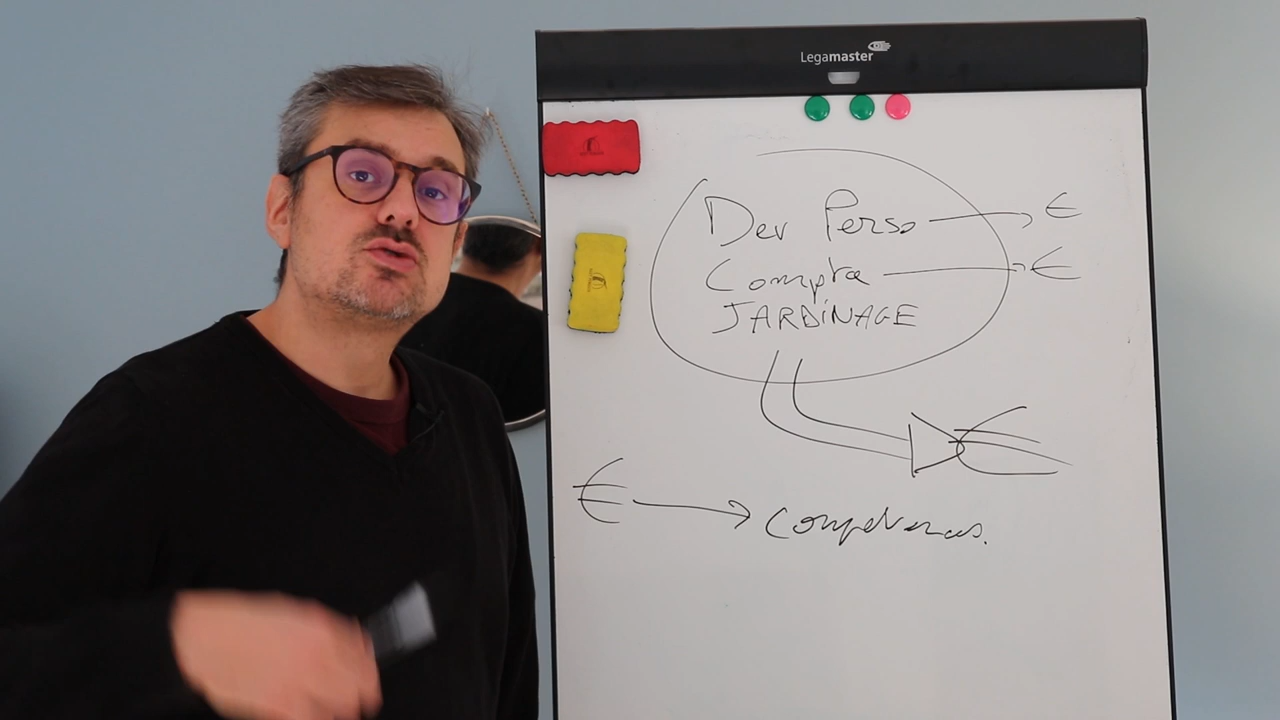 Legamaster
Dev Perso → €
Compta → €
JARDINAGE
€
€ → Compétences.